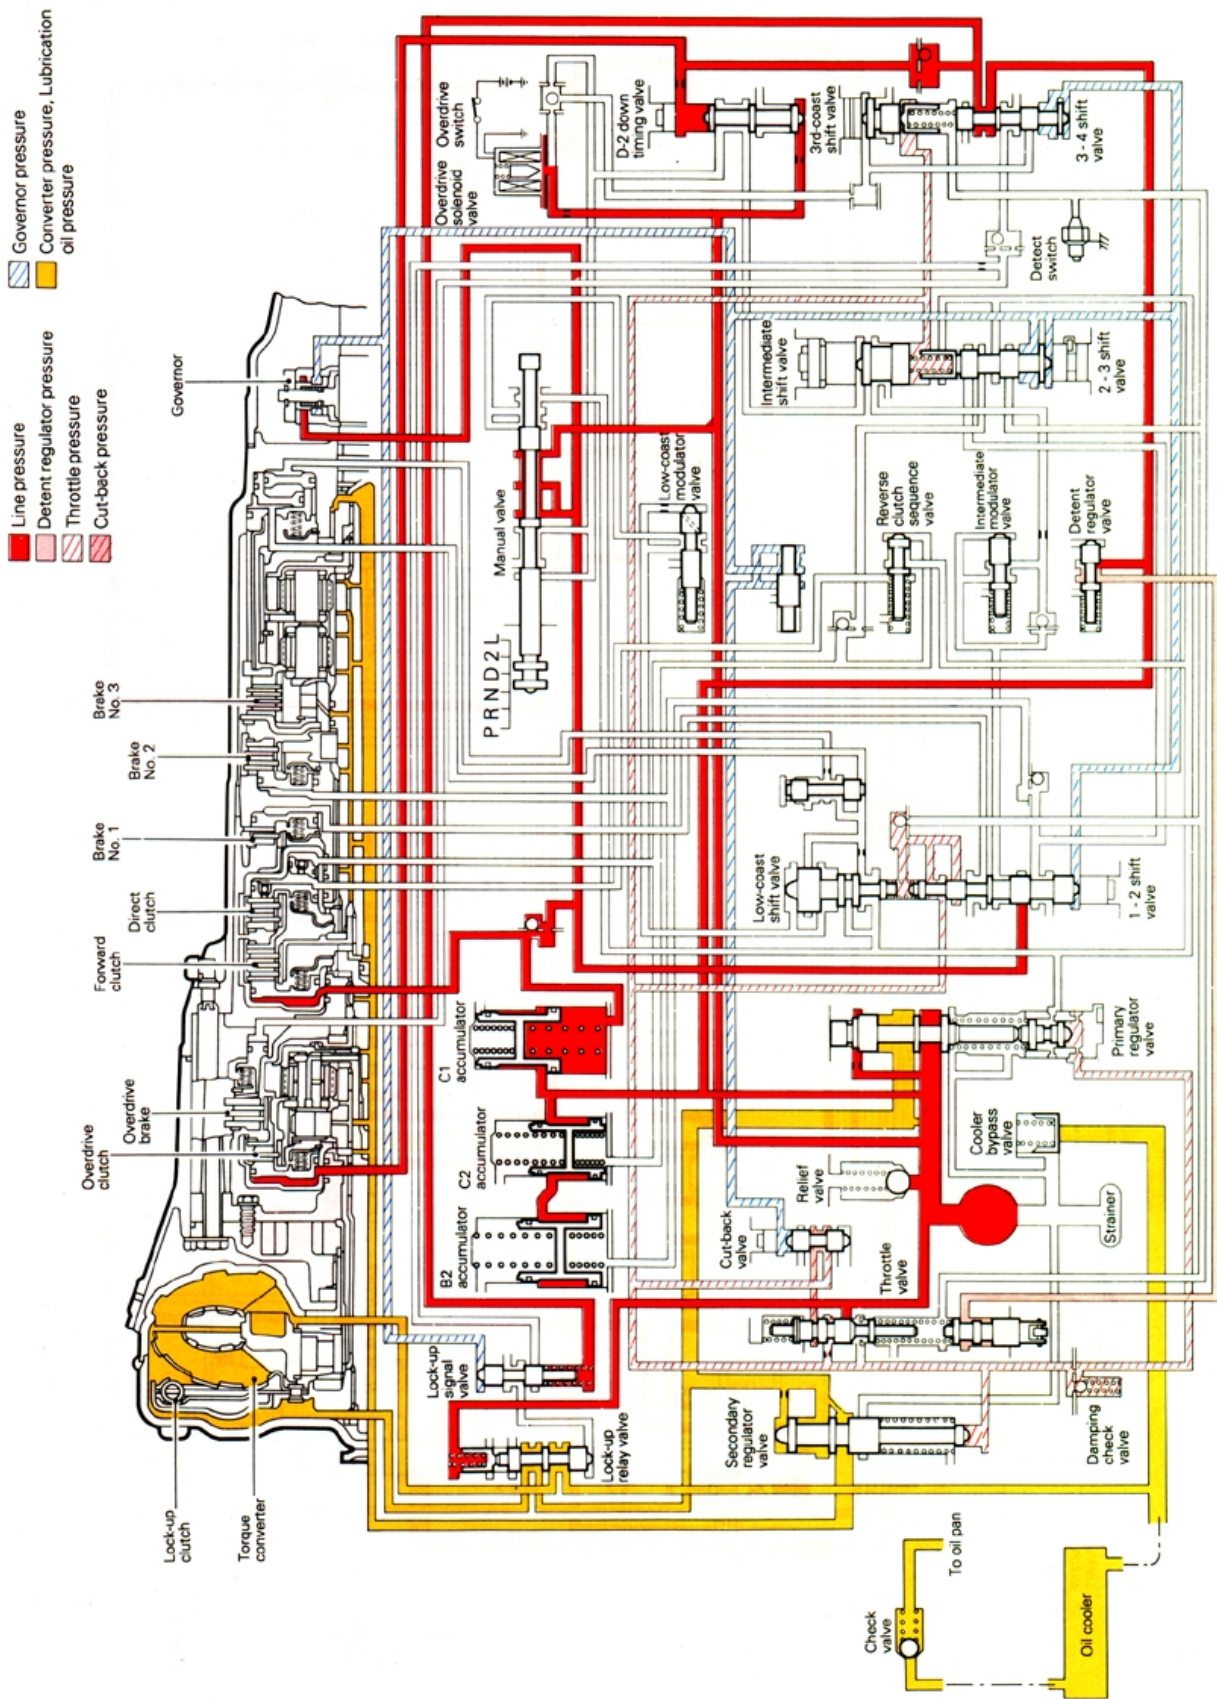 Line pressure
Detent regulator pressure
Throttle pressure
Cut-back pressure
Governor pressure
Converter pressure, Lubrication
oil pressure
Lock-up
clutch
Torque
converter
Overdrive
clutch
Overdrive
brake
Forward
clutch
Direct
clutch
Brake
No. 1
Brake
No. 2
Brake
No. 3
Governor
Lock-up
signal
valve
Lock-up
relay valve
B2
accumulator
C2
accumulator
C1
accumulator
P R N D 2 L
Manual valve
Low-coast
modulator
valve
Overdrive
solenoid
valve
Overdrive
switch
D-2 down
timing valve
Secondary
regulator
valve
Cut-back
valve
Throttle
valve
Relief
valve
Damping
check
valve
Strainer
Cooler
bypass
valve
Primary
regulator
valve
Low-coast
shift valve
1 - 2 shift
valve
Reverse
clutch
sequence
valve
Intermediate
modulator
valve
Detent
regulator
valve
Intermediate
shift valve
2 - 3 shift
valve
Detect
switch
3rd-coast
shift valve
3 - 4 shift
valve
Check
valve
To oil pan
Oil cooler